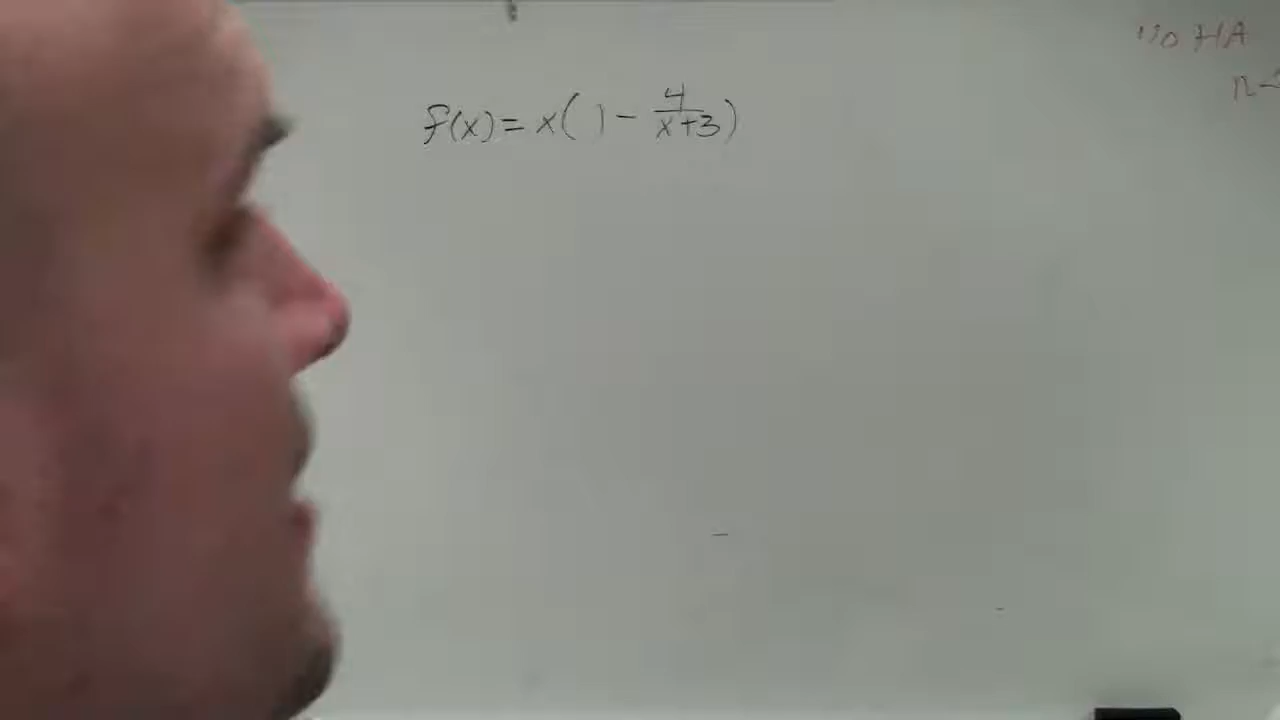 f(x) = x(1 - 4/(x+3))
no HA